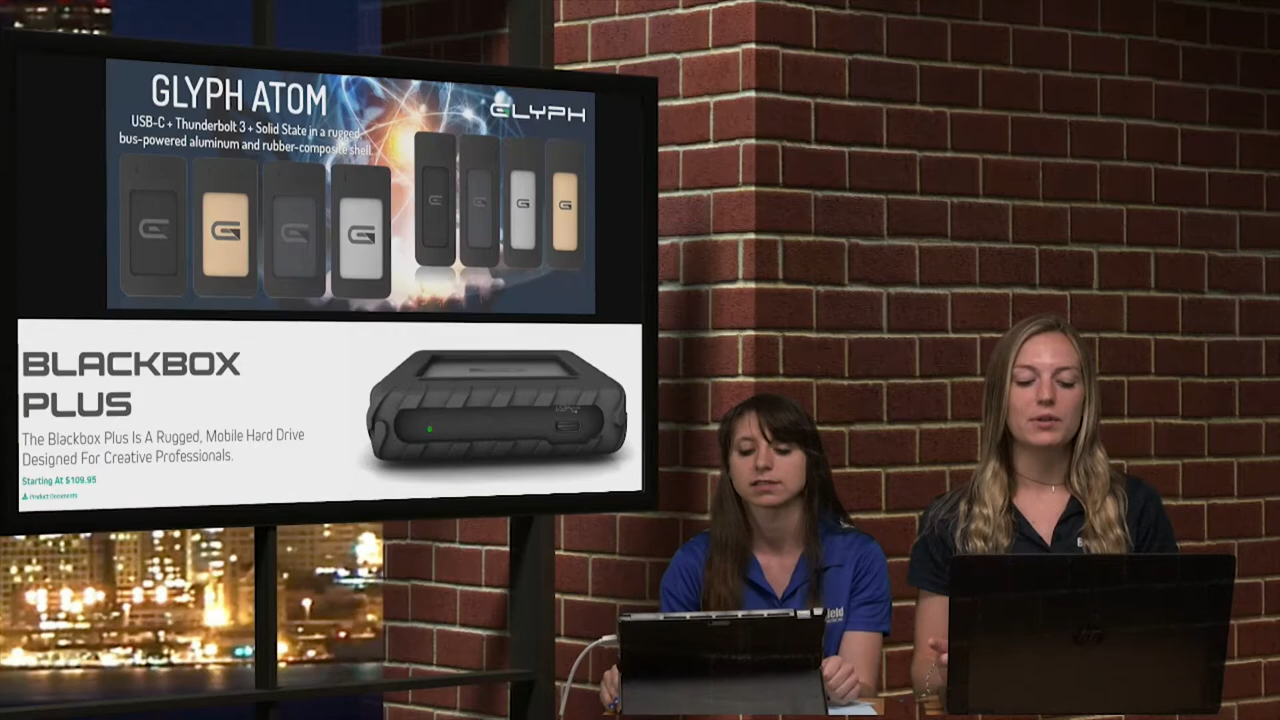 GLYPH ATOM
USB-C + Thunderbolt 3 + Solid State in a rugged
bus-powered aluminum and rubber-composite shell.
GLYPH
BLACKBOX
PLUS
The Blackbox Plus Is A Rugged, Mobile Hard Drive
Designed For Creative Professionals.
Starting At $109.95
Product Documents
hp